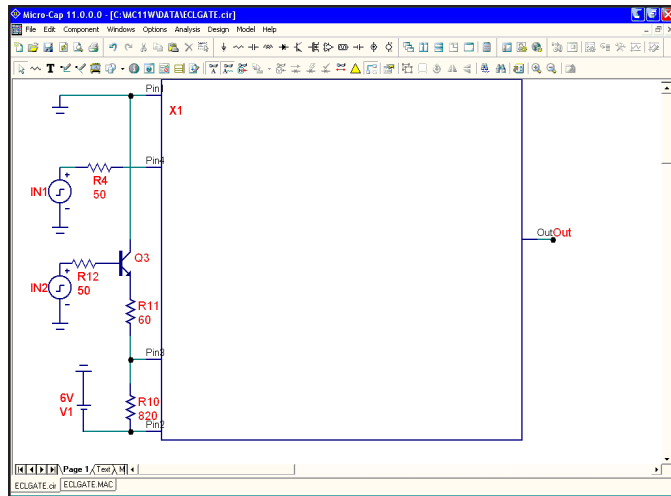 Micro-Cap 11.0.0.0 - [C:\MC11W\DATA\ECLGATE.cir]
File Edit Component Windows Options Analysis Design Model Help
Pin1
X1
Pin4
R4
50
IN1
OutOut
Q3
R12
50
IN2
R11
60
Pin3
6V
V1
R10
820
Pin2
Page 1 Text M
ECLGATE.cir ECLGATE.MAC